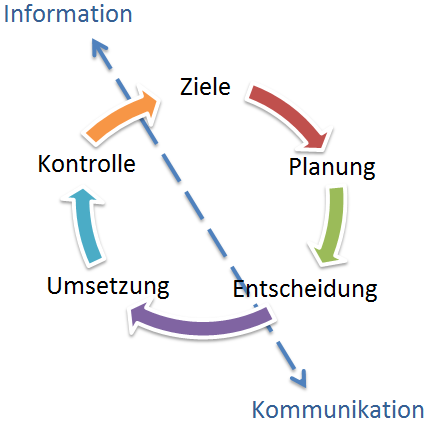 Information
Ziele
Kontrolle
Planung
Umsetzung
Entscheidung
Kommunikation